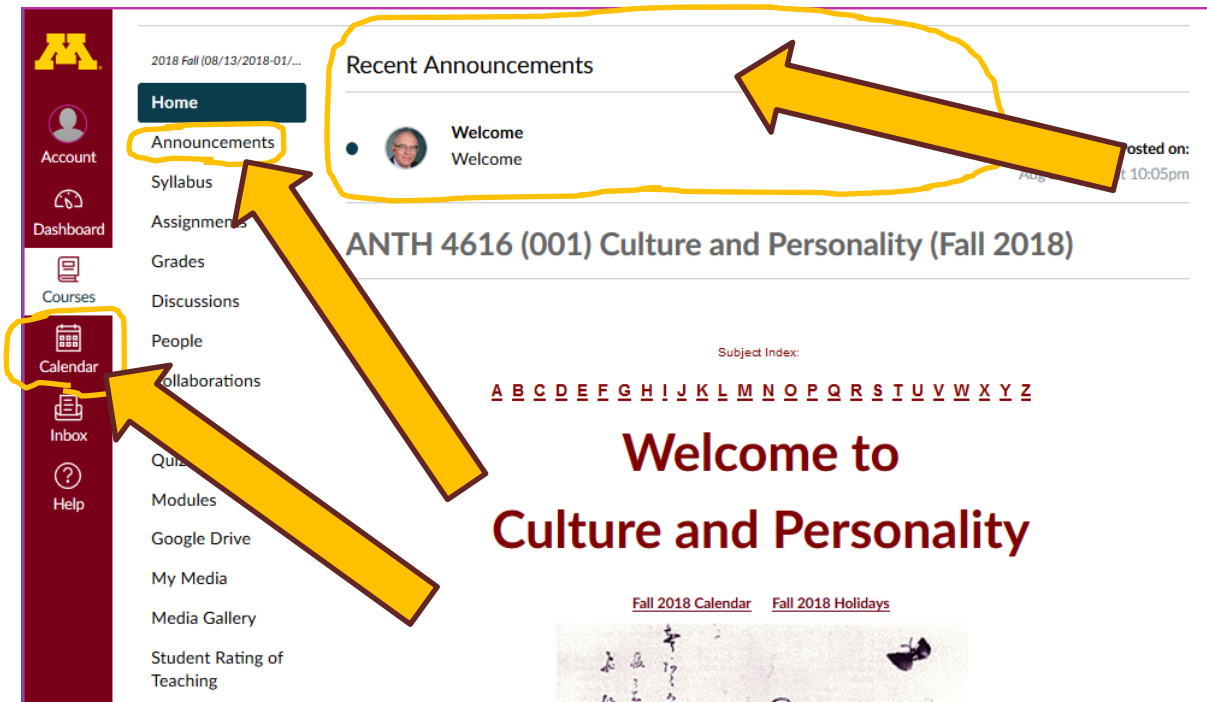 M
Account
Dashboard
Courses
Calendar
Inbox
Help
2018 Fall (08/13/2018-01/...
Home
Announcements
Syllabus
Assignments
Grades
Discussions
People
Collaborations
Modules
Google Drive
My Media
Media Gallery
Student Rating of
Teaching
Recent Announcements
Welcome
Welcome
Posted on:
10:05pm
ANTH 4616 (001) Culture and Personality (Fall 2018)
Subject Index:
A B C D E F G H I J K L M N O P Q R S T U V W X Y Z
Welcome to
Culture and Personality
Fall 2018 Calendar Fall 2018 Holidays